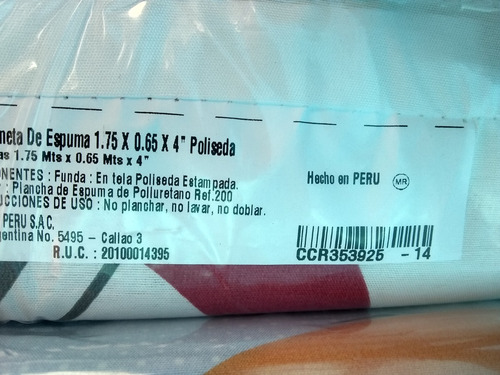 neta De Espuma 1.75 X 0.65 X 4" Poliseda
as 1.75 Mts x 0.65 Mts x 4"
ONENTES : Funda : En tela Poliseda Estampada.
: Plancha de Espuma de Poliuretano Ref.200
UCCIONES DE USO : No planchar, no lavar, no doblar.
PERU S.A.C.
gentina No. 5495 - Callao 3
R.U.C. : 20100014395
Hecho en PERU MR
CCR353925 - 14